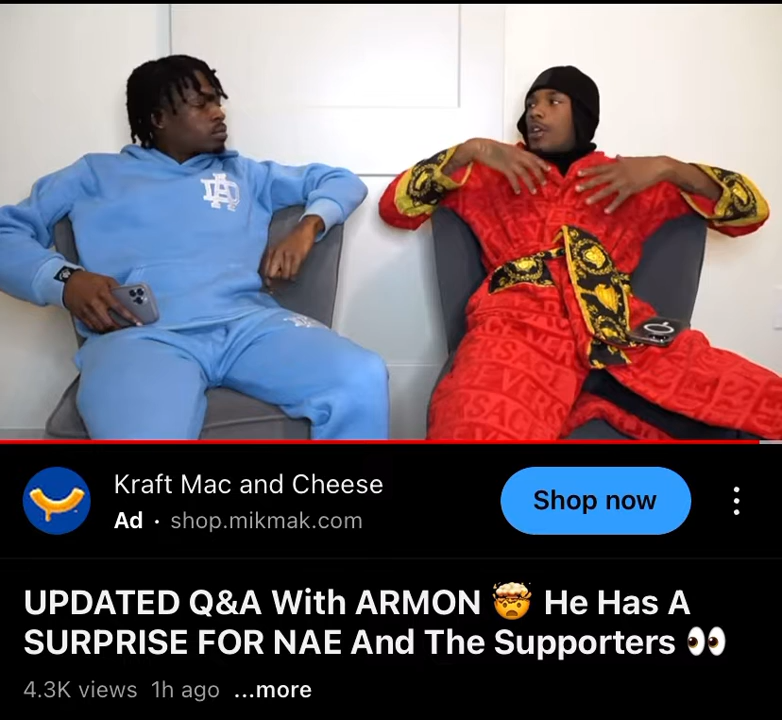 Kraft Mac and Cheese
Ad · shop.mikmak.com
Shop now
UPDATED Q&A With ARMON 🤯 He Has A
SURPRISE FOR NAE And The Supporters 👀
4.3K views 1h ago ...more